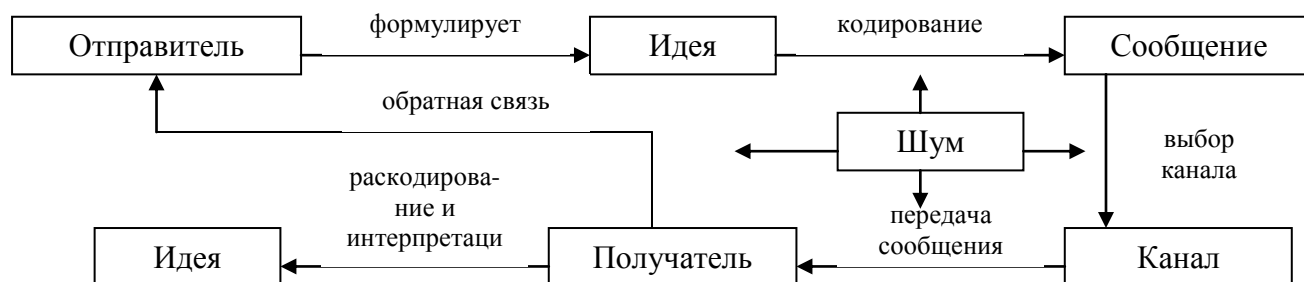 формулирует
кодирование
Отправитель
Идея
Сообщение
обратная связь
Шум
выбор
канала
раскодирова-
ние и
интерпретаци
передача
сообщения
Идея
Получатель
Канал